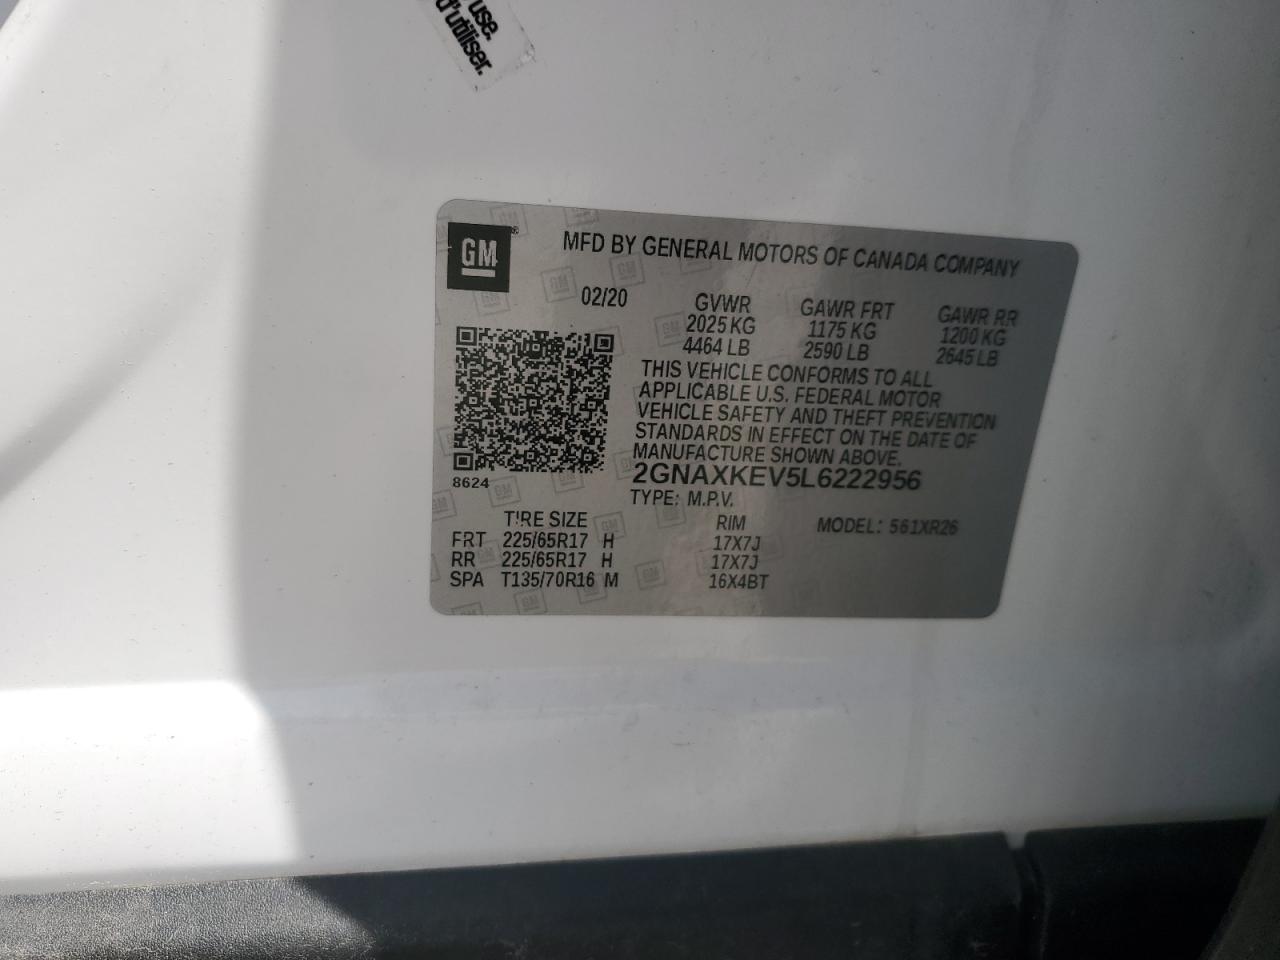 use.
d'utiliser.
GM
MFD BY GENERAL MOTORS OF CANADA COMPANY
02/20 GVWR GAWR FRT GAWR RR
2025 KG 1175 KG 1200 KG
4464 LB 2590 LB 2645 LB
THIS VEHICLE CONFORMS TO ALL
APPLICABLE U.S. FEDERAL MOTOR
VEHICLE SAFETY AND THEFT PREVENTION
STANDARDS IN EFFECT ON THE DATE OF
MANUFACTURE SHOWN ABOVE.
2GNAXKEV5L6222956
8624
TYPE: M.P.V. MODEL: 561XR26
TIRE SIZE RIM
FRT 225/65R17 H 17X7J
RR 225/65R17 H 17X7J
SPA T135/70R16 M 16X4BT